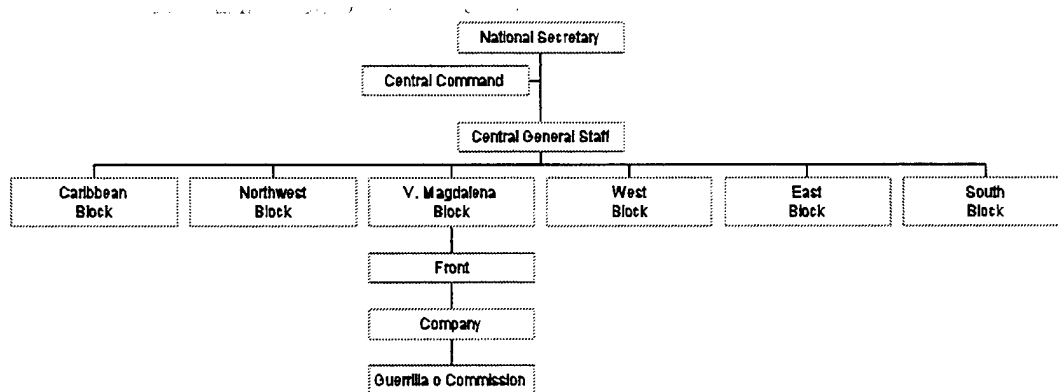 National Secretary
Central Command
Central General Staff
Caribbean
Block
Northwest
Block
V. Magdalena
Block
West
Block
East
Block
South
Block
Front
Company
Guerrilla o Commission